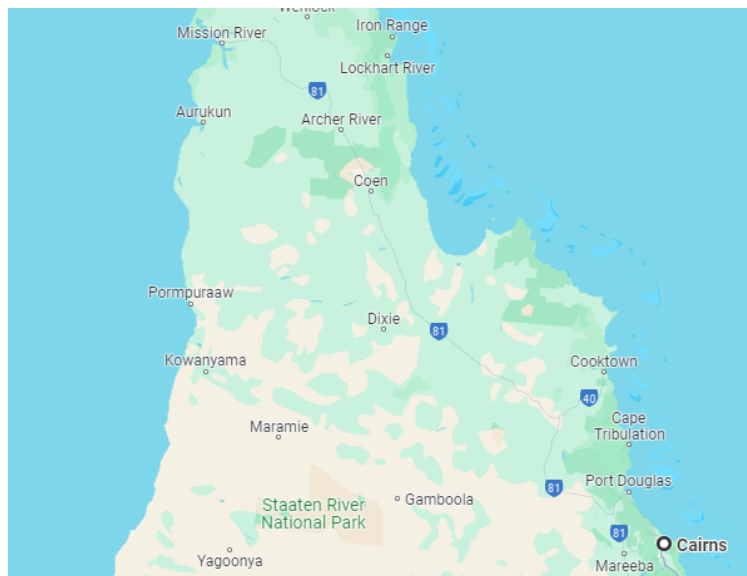 Wenlock
Iron Range
Mission River
Lockhart River
81
Aurukun
Archer River
Coen
Pormpuraaw
Dixie
81
Kowanyama
Cooktown
40
Maramie
Cape
Tribulation
Port Douglas
81
Gamboola
Staaten River
National Park
81
Cairns
Yagoonya
Mareeba